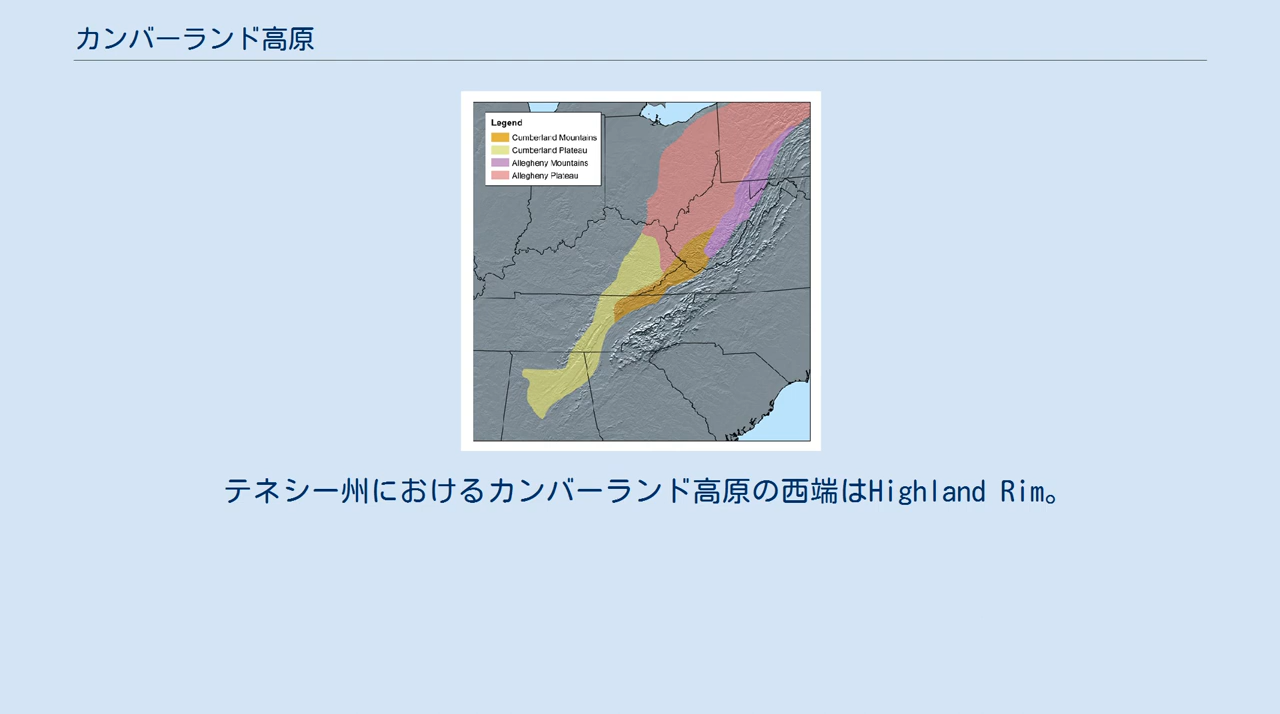 カンバーランド高原
Legend
Cumberland Mountains
Cumberland Plateau
Allegheny Mountains
Allegheny Plateau
テネシー州におけるカンバーランド高原の西端はHighland Rim。